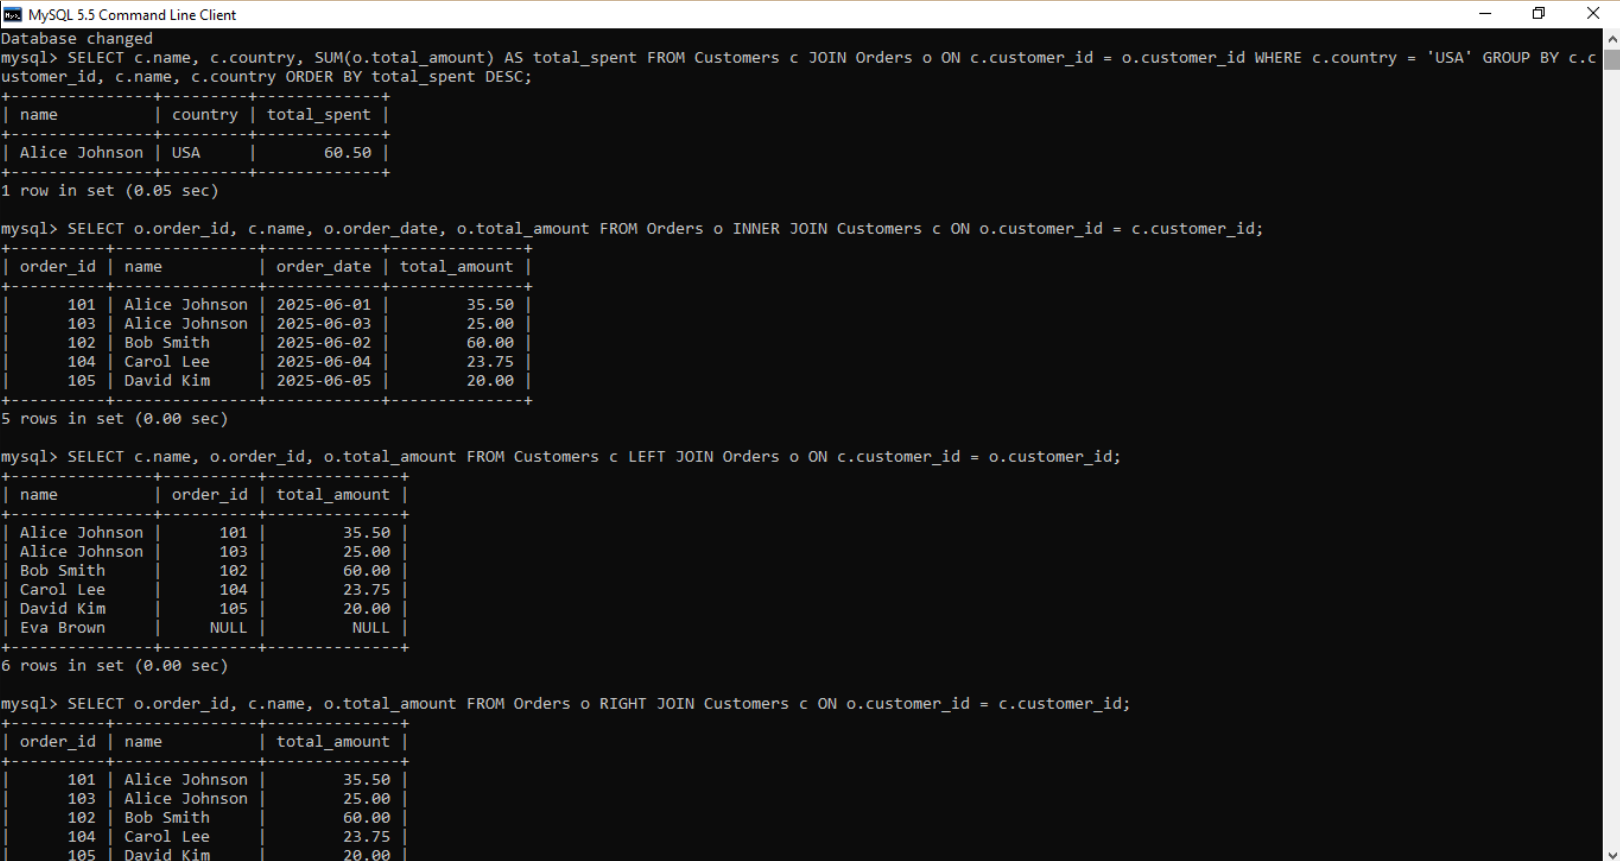 MySQL 5.5 Command Line Client
Database changed
mysql> SELECT c.name, c.country, SUM(o.total_amount) AS total_spent FROM Customers c JOIN Orders o ON c.customer_id = o.customer_id WHERE c.country = 'USA' GROUP BY c.c
ustomer_id, c.name, c.country ORDER BY total_spent DESC;
+---------------+---------+-------------+
| name          | country | total_spent |
+---------------+---------+-------------+
| Alice Johnson | USA     |       60.50 |
+---------------+---------+-------------+
1 row in set (0.05 sec)
mysql> SELECT o.order_id, c.name, o.order_date, o.total_amount FROM Orders o INNER JOIN Customers c ON o.customer_id = c.customer_id;
+----------+---------------+------------+--------------+
| order_id | name          | order_date | total_amount |
+----------+---------------+------------+--------------+
|      101 | Alice Johnson | 2025-06-01 |        35.50 |
|      103 | Alice Johnson | 2025-06-03 |        25.00 |
|      102 | Bob Smith     | 2025-06-02 |        60.00 |
|      104 | Carol Lee     | 2025-06-04 |        23.75 |
|      105 | David Kim     | 2025-06-05 |        20.00 |
+----------+---------------+------------+--------------+
5 rows in set (0.00 sec)
mysql> SELECT c.name, o.order_id, o.total_amount FROM Customers c LEFT JOIN Orders o ON c.customer_id = o.customer_id;
+---------------+----------+--------------+
| name          | order_id | total_amount |
+---------------+----------+--------------+
| Alice Johnson |      101 |        35.50 |
| Alice Johnson |      103 |        25.00 |
| Bob Smith     |      102 |        60.00 |
| Carol Lee     |      104 |        23.75 |
| David Kim     |      105 |        20.00 |
| Eva Brown     |     NULL |         NULL |
+---------------+----------+--------------+
6 rows in set (0.00 sec)
mysql> SELECT o.order_id, c.name, o.total_amount FROM Orders o RIGHT JOIN Customers c ON o.customer_id = c.customer_id;
+----------+---------------+--------------+
| order_id | name          | total_amount |
+----------+---------------+--------------+
|      101 | Alice Johnson |        35.50 |
|      103 | Alice Johnson |        25.00 |
|      102 | Bob Smith     |        60.00 |
|      104 | Carol Lee     |        23.75 |
|      105 | David Kim     |        20.00 |